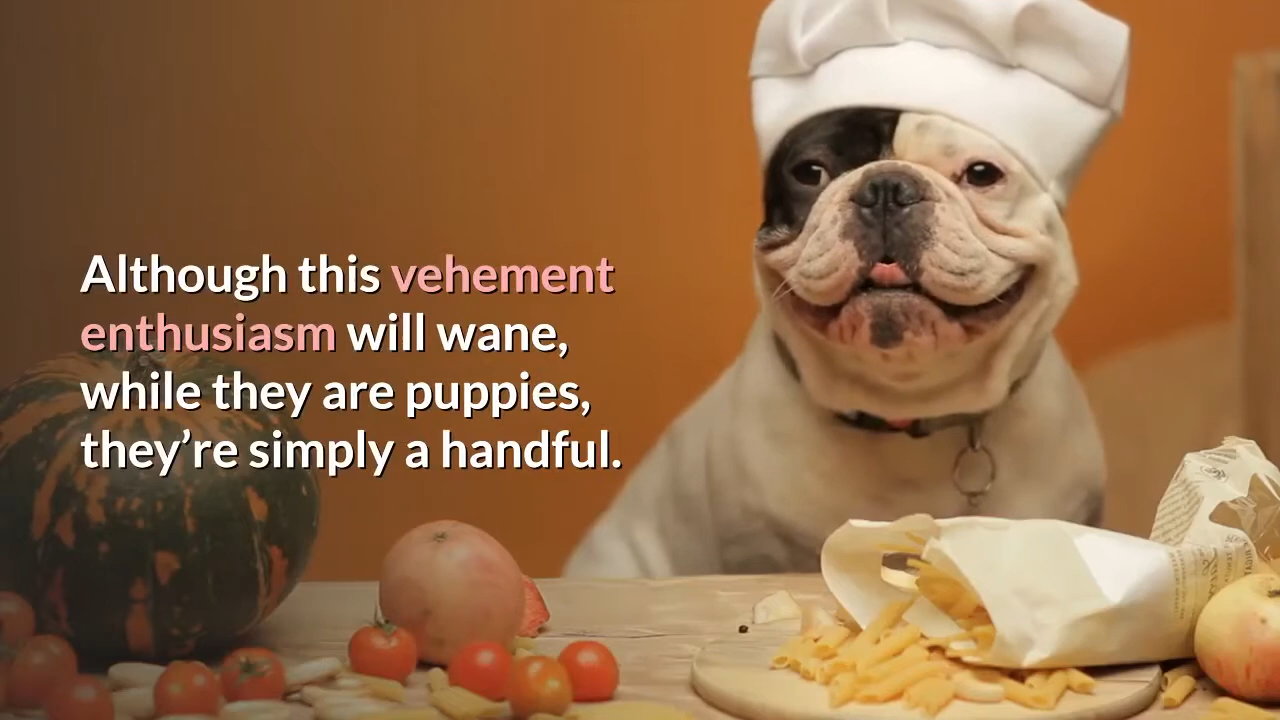 Although this vehement
enthusiasm will wane,
while they are puppies,
they’re simply a handful.